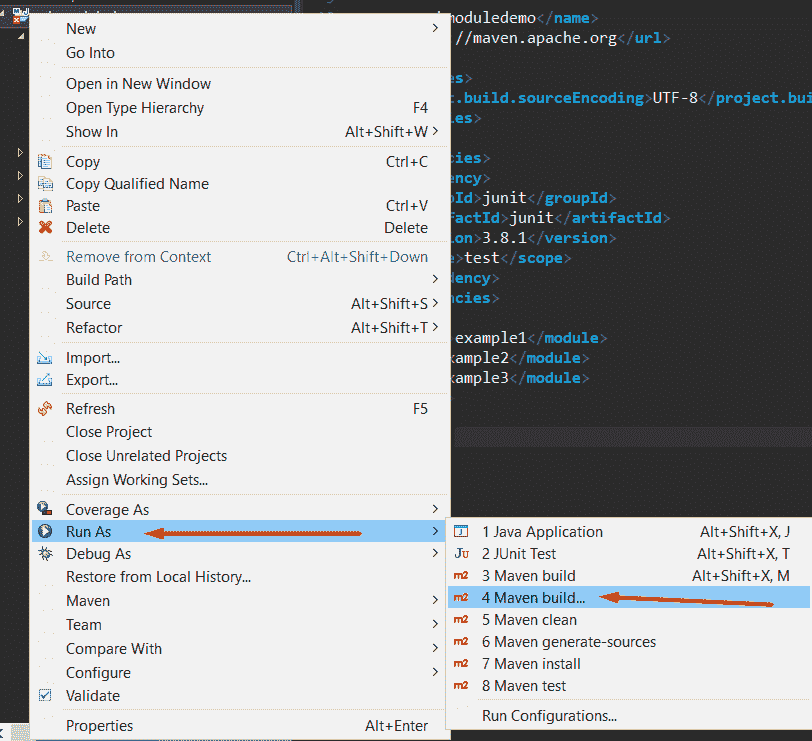 moduledemo</name>
//maven.apache.org</url>
es>
t.build.sourceEncoding>UTF-8</project.bui
ies>
cies>
ency>
pId>junit</groupId>
factId>junit</artifactId>
ion>3.8.1</version>
e>test</scope>
dency>
ncies>
example1</module>
xample2</module>
xample3</module>
New
Go Into
Open in New Window
Open Type Hierarchy F4
Show In Alt+Shift+W
Copy Ctrl+C
Copy Qualified Name
Paste Ctrl+V
Delete Delete
Remove from Context Ctrl+Alt+Shift+Down
Build Path
Source Alt+Shift+S
Refactor Alt+Shift+T
Import...
Export...
Refresh F5
Close Project
Close Unrelated Projects
Assign Working Sets...
Coverage As
Run As
Debug As
Restore from Local History...
Maven
Team
Compare With
Configure
Validate
Properties Alt+Enter
1 Java Application Alt+Shift+X, J
Ju 2 JUnit Test Alt+Shift+X, T
m2 3 Maven build Alt+Shift+X, M
m2 4 Maven build...
m2 5 Maven clean
m2 6 Maven generate-sources
m2 7 Maven install
m2 8 Maven test
Run Configurations...